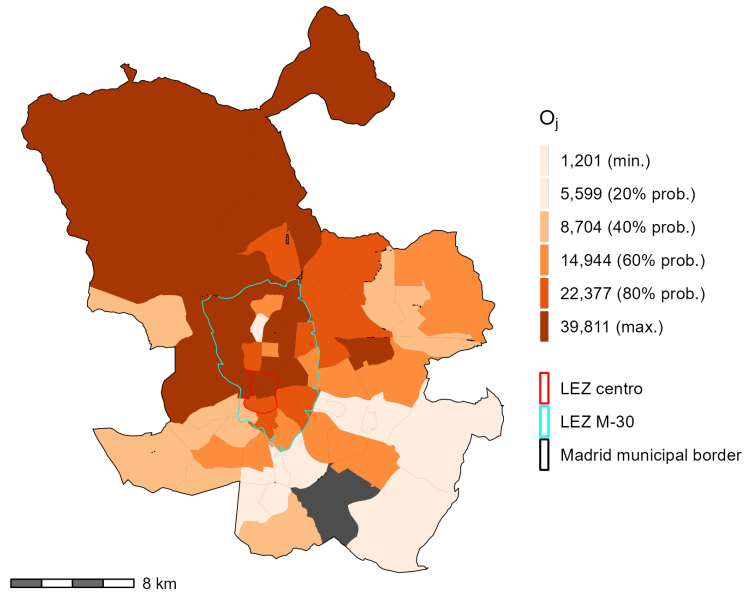 Oj
1,201 (min.)
5,599 (20% prob.)
8,704 (40% prob.)
14,944 (60% prob.)
22,377 (80% prob.)
39,811 (max.)
LEZ centro
LEZ M-30
Madrid municipal border
8 km